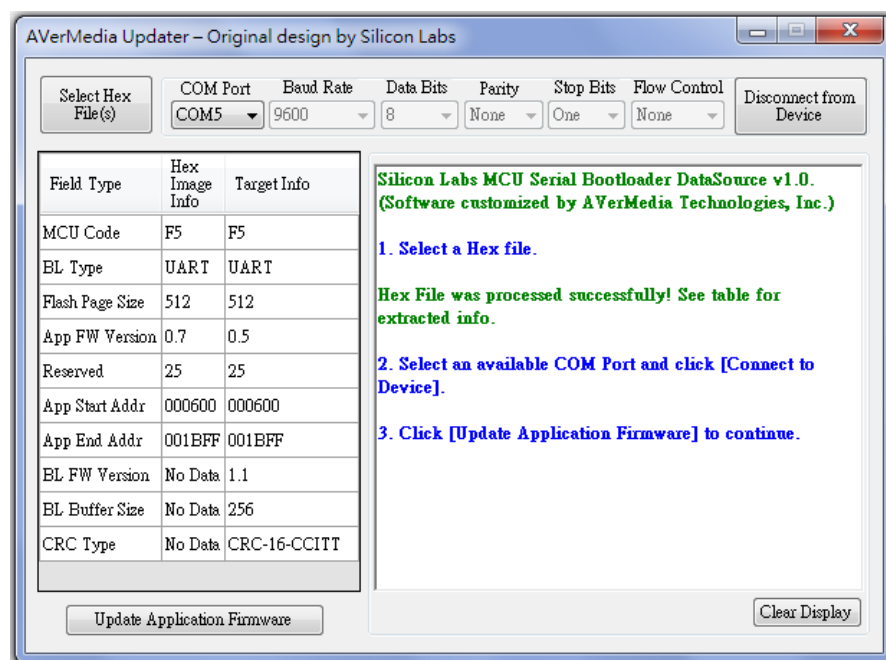 AVerMedia Updater – Original design by Silicon Labs
Select Hex
File(s)
COM Port Baud Rate Data Bits Parity Stop Bits Flow Control
COM5 9600 8 None One None
Disconnect from
Device
Field Type Hex Image Info Target Info
MCU Code F5 F5
BL Type UART UART
Flash Page Size 512 512
App FW Version 0.7 0.5
Reserved 25 25
App Start Addr 000600 000600
App End Addr 001BFF 001BFF
BL FW Version No Data 1.1
BL Buffer Size No Data 256
CRC Type No Data CRC-16-CCITT
Update Application Firmware
Silicon Labs MCU Serial Bootloader DataSource v1.0.
(Software customized by AVerMedia Technologies, Inc.)
1. Select a Hex file.
Hex File was processed successfully! See table for
extracted info.
2. Select an available COM Port and click [Connect to
Device].
3. Click [Update Application Firmware] to continue.
Clear Display